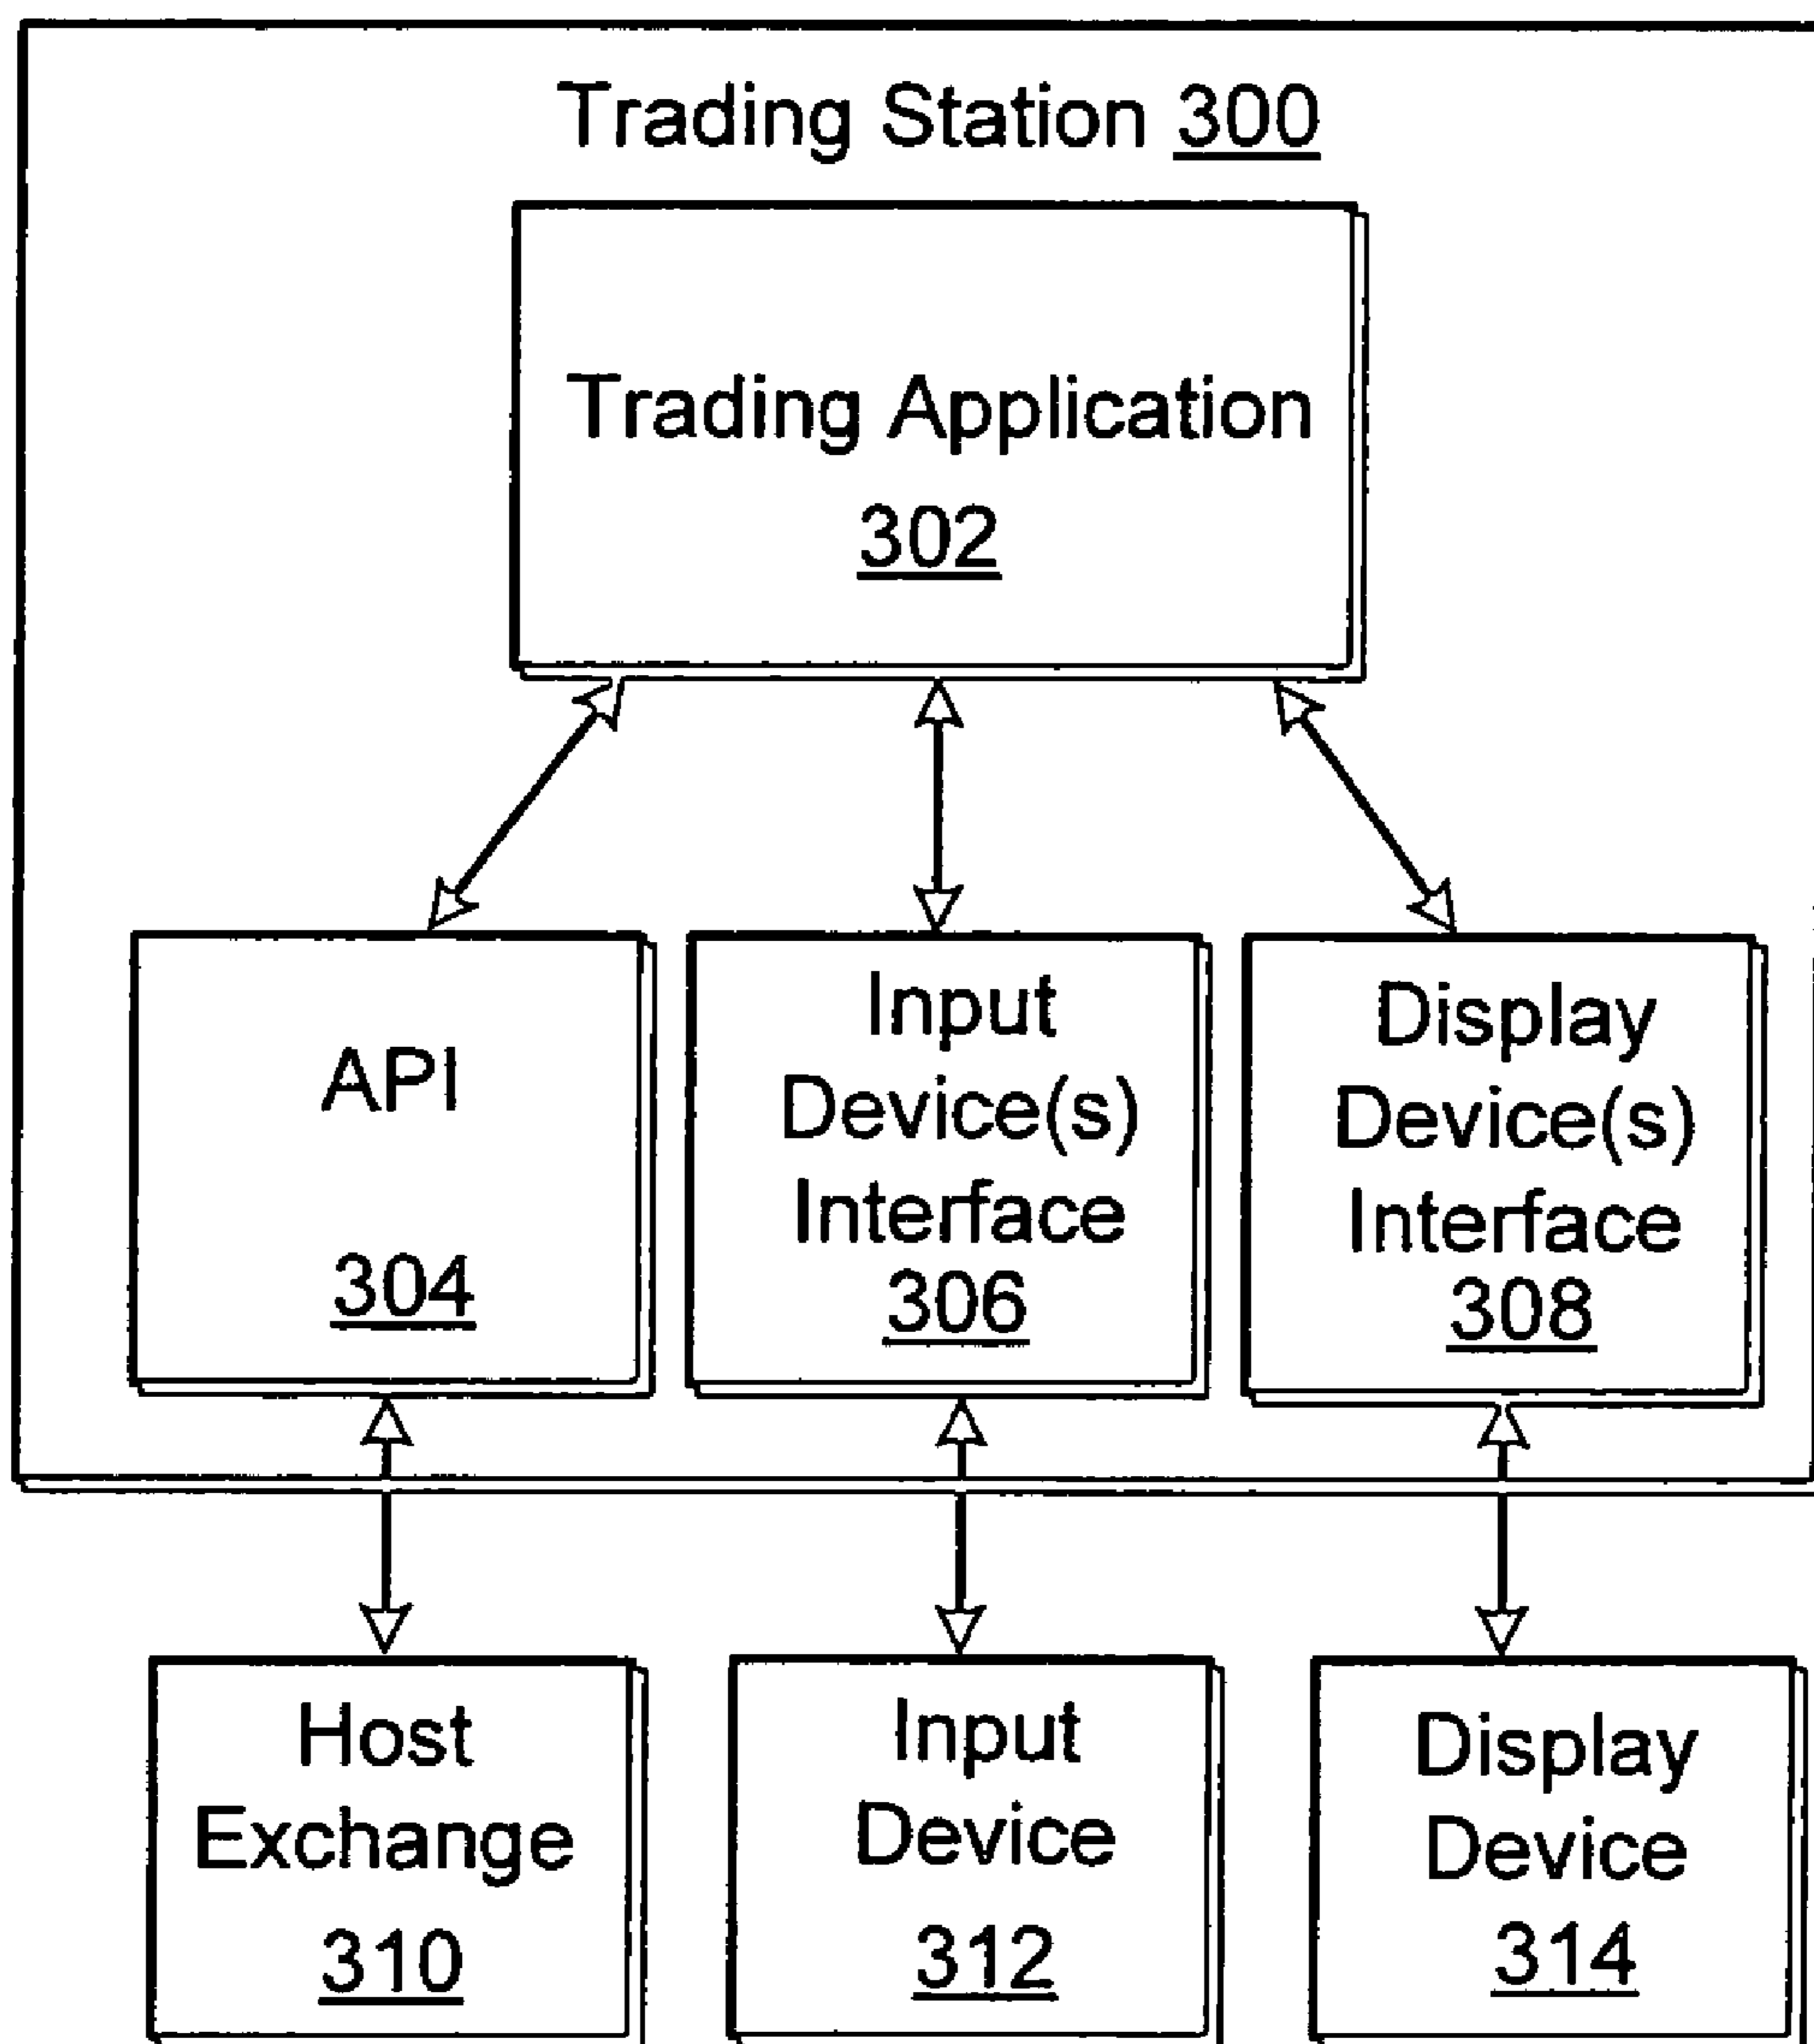 Trading Station 300
Trading Application
302
API
304
Input
Device(s)
Interface
306
Display
Device(s)
Interface
308
Host
Exchange
310
Input
Device
312
Display
Device
314